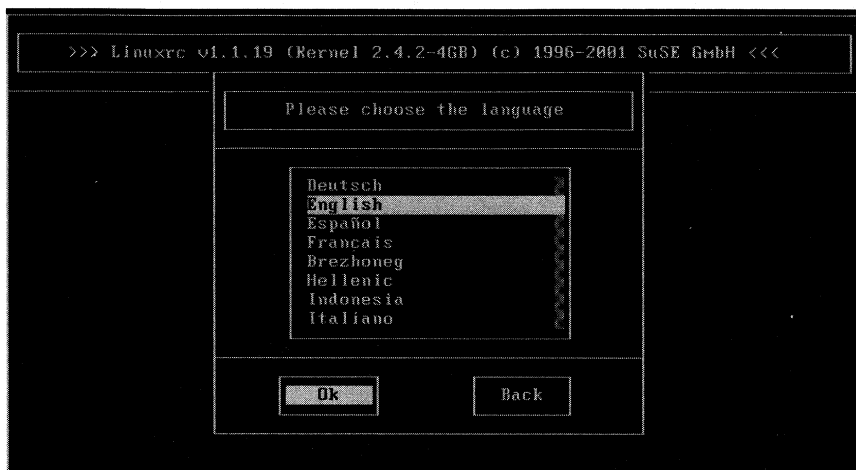 >>> Linuxrc v1.1.19 (Kernel 2.4.2-4GB) (c) 1996-2001 SuSE GmbH <<<
Please choose the language
Deutsch
English
Español
Francais
Brezhoneg
Hellenic
Indonesia
Italiano
Ok Back